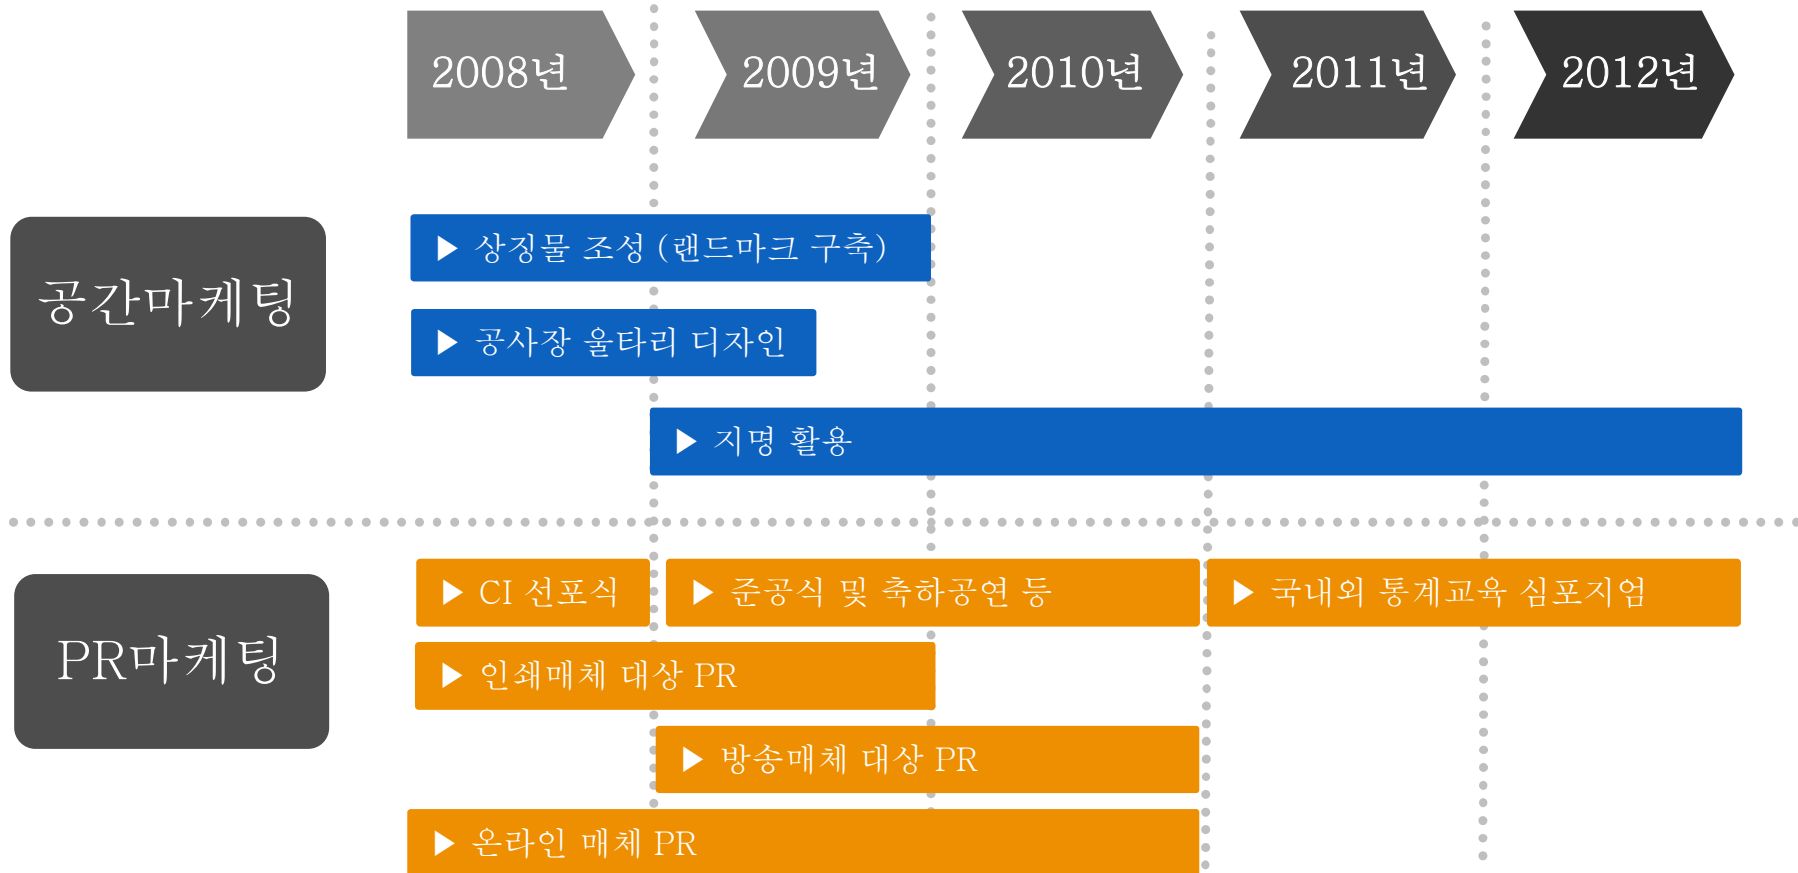 2008년
2009년
2010년
2011년
2012년
공간마케팅
▶ 상징물 조성 (랜드마크 구축)
▶ 공사장 울타리 디자인
▶ 지명 활용
PR마케팅
▶ CI 선포식
▶ 준공식 및 축하공연 등
▶ 국내외 통계교육 심포지엄
▶ 인쇄매체 대상 PR
▶ 방송매체 대상 PR
▶ 온라인 매체 PR